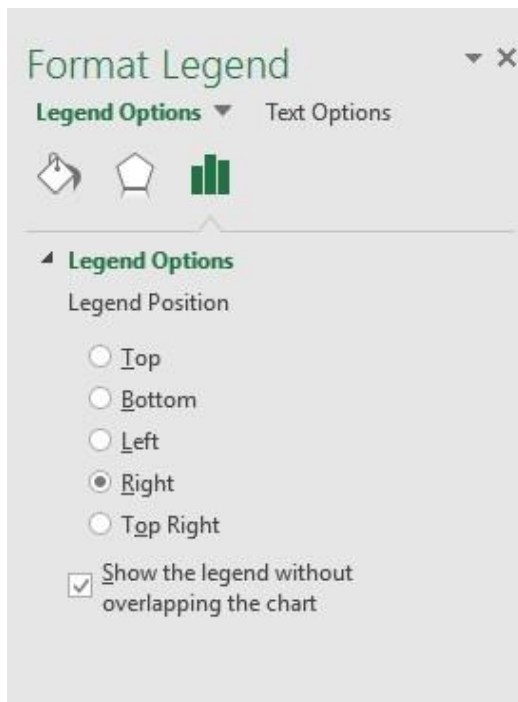 Format Legend
Legend Options Text Options
Legend Options
Legend Position
Top
Bottom
Left
Right
Top Right
Show the legend without
overlapping the chart